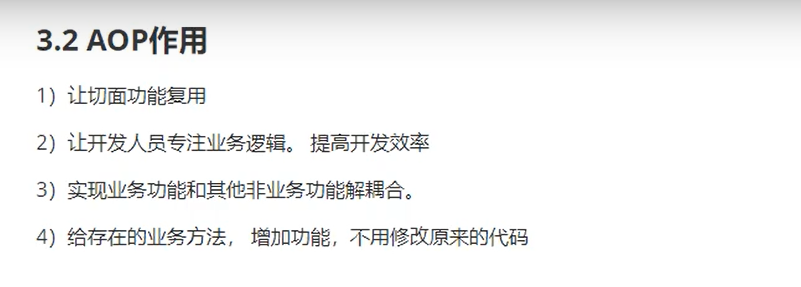 3.2 AOP作用
1）让切面功能复用
2）让开发人员专注业务逻辑。 提高开发效率
3）实现业务功能和其他非业务功能解耦合。
4）给存在的业务方法， 增加功能，不用修改原来的代码